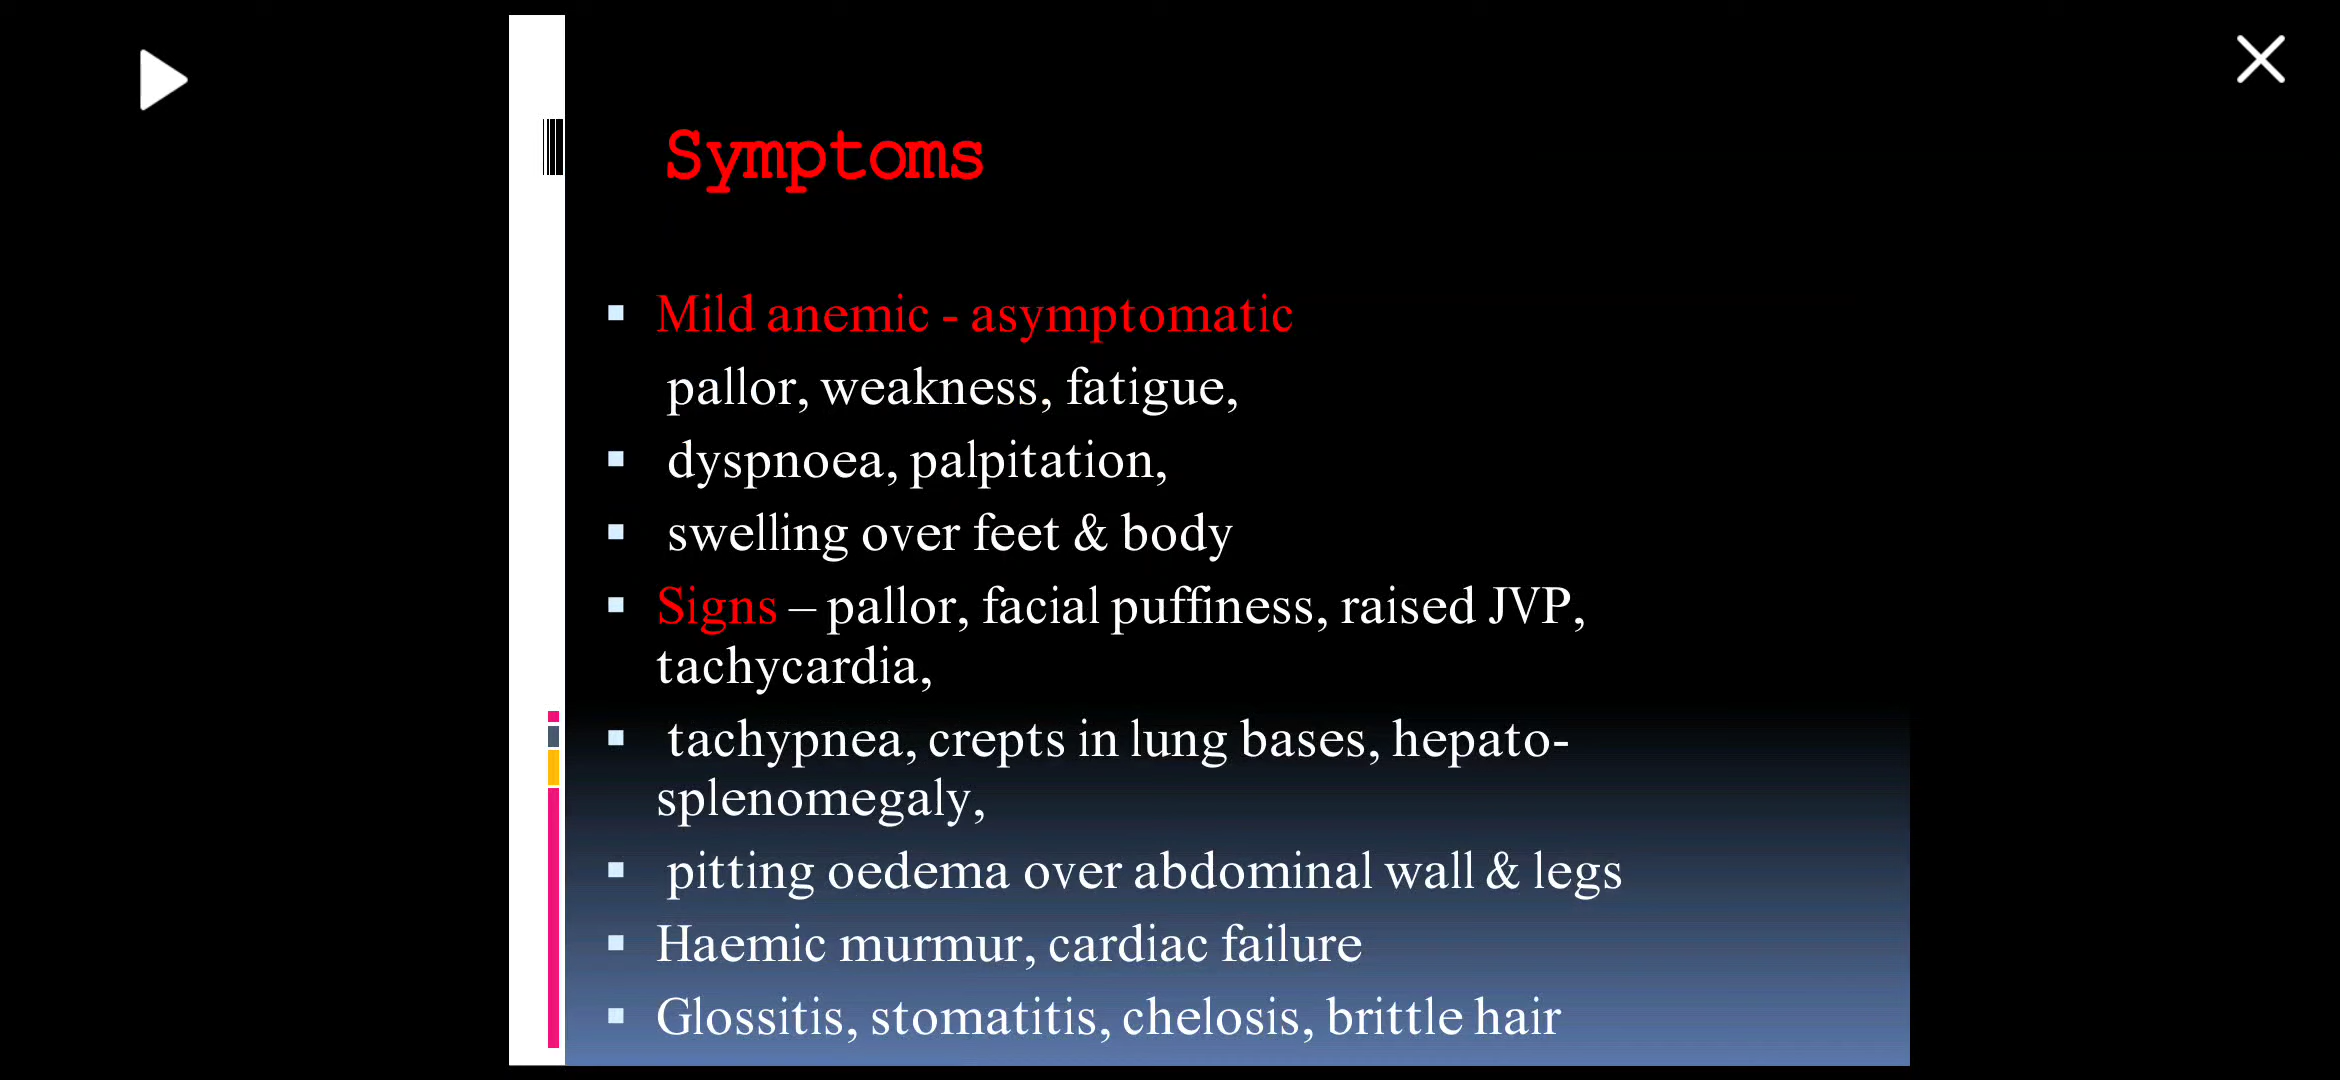 Symptoms
Mild anemic - asymptomatic
pallor, weakness, fatigue,
dyspnoea, palpitation,
swelling over feet & body
Signs – pallor, facial puffiness, raised JVP,
tachycardia,
tachypnea, crepts in lung bases, hepato-
splenomegaly,
pitting oedema over abdominal wall & legs
Haemic murmur, cardiac failure
Glossitis, stomatitis, chelosis, brittle hair